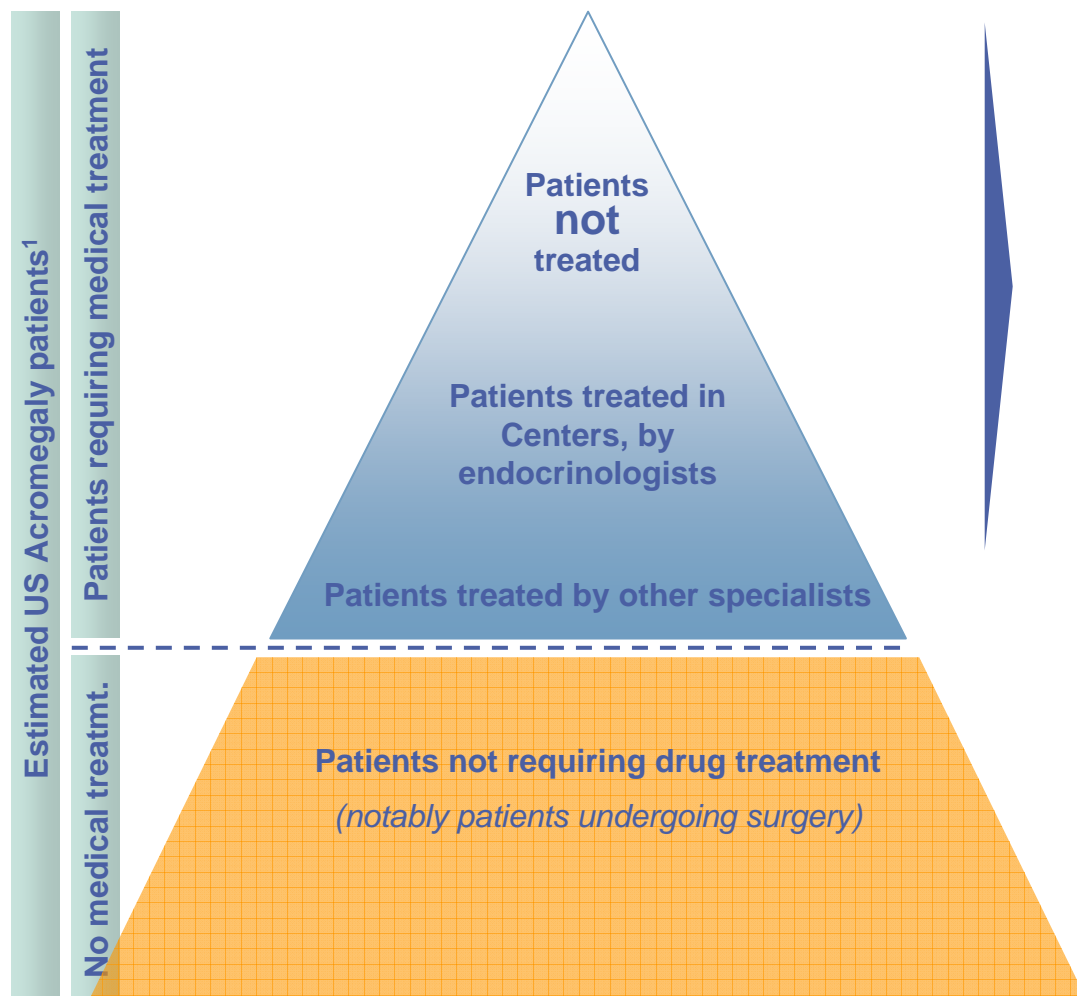 Estimated US Acromegaly patients1
Patients requiring medical treatment
No medical treatmt.
Patients
not
treated
Patients treated in
Centers, by
endocrinologists
Patients treated by other specialists
Patients not requiring drug treatment
(notably patients undergoing surgery)